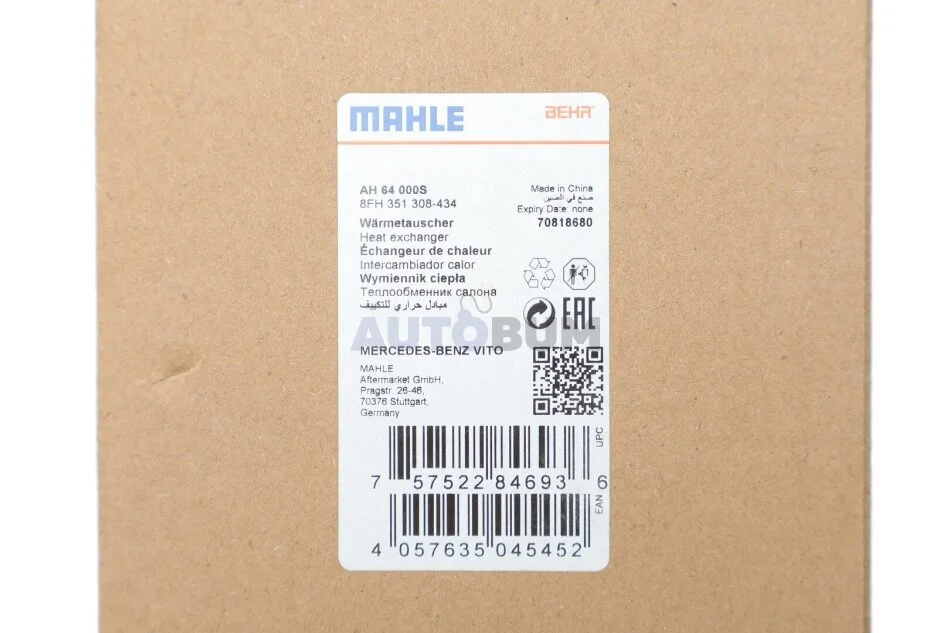 MAHLE
BEHR
AH 64 000S
8FH 351 308-434
Wärmetauscher
Heat exchanger
Échangeur de chaleur
Intercambiador calor
Wymiennik ciepła
Теплообменник салона
مبادل حراري للتكييف
Made in China
صنع في الصين
Expiry Date: none
70818680
EAC
AUTOBUM
MERCEDES-BENZ VITO
MAHLE
Aftermarket GmbH,
Pragstr. 26-46,
70376 Stuttgart,
Germany
UPC
7 57522 84693 6
EAN
4 057635 045452